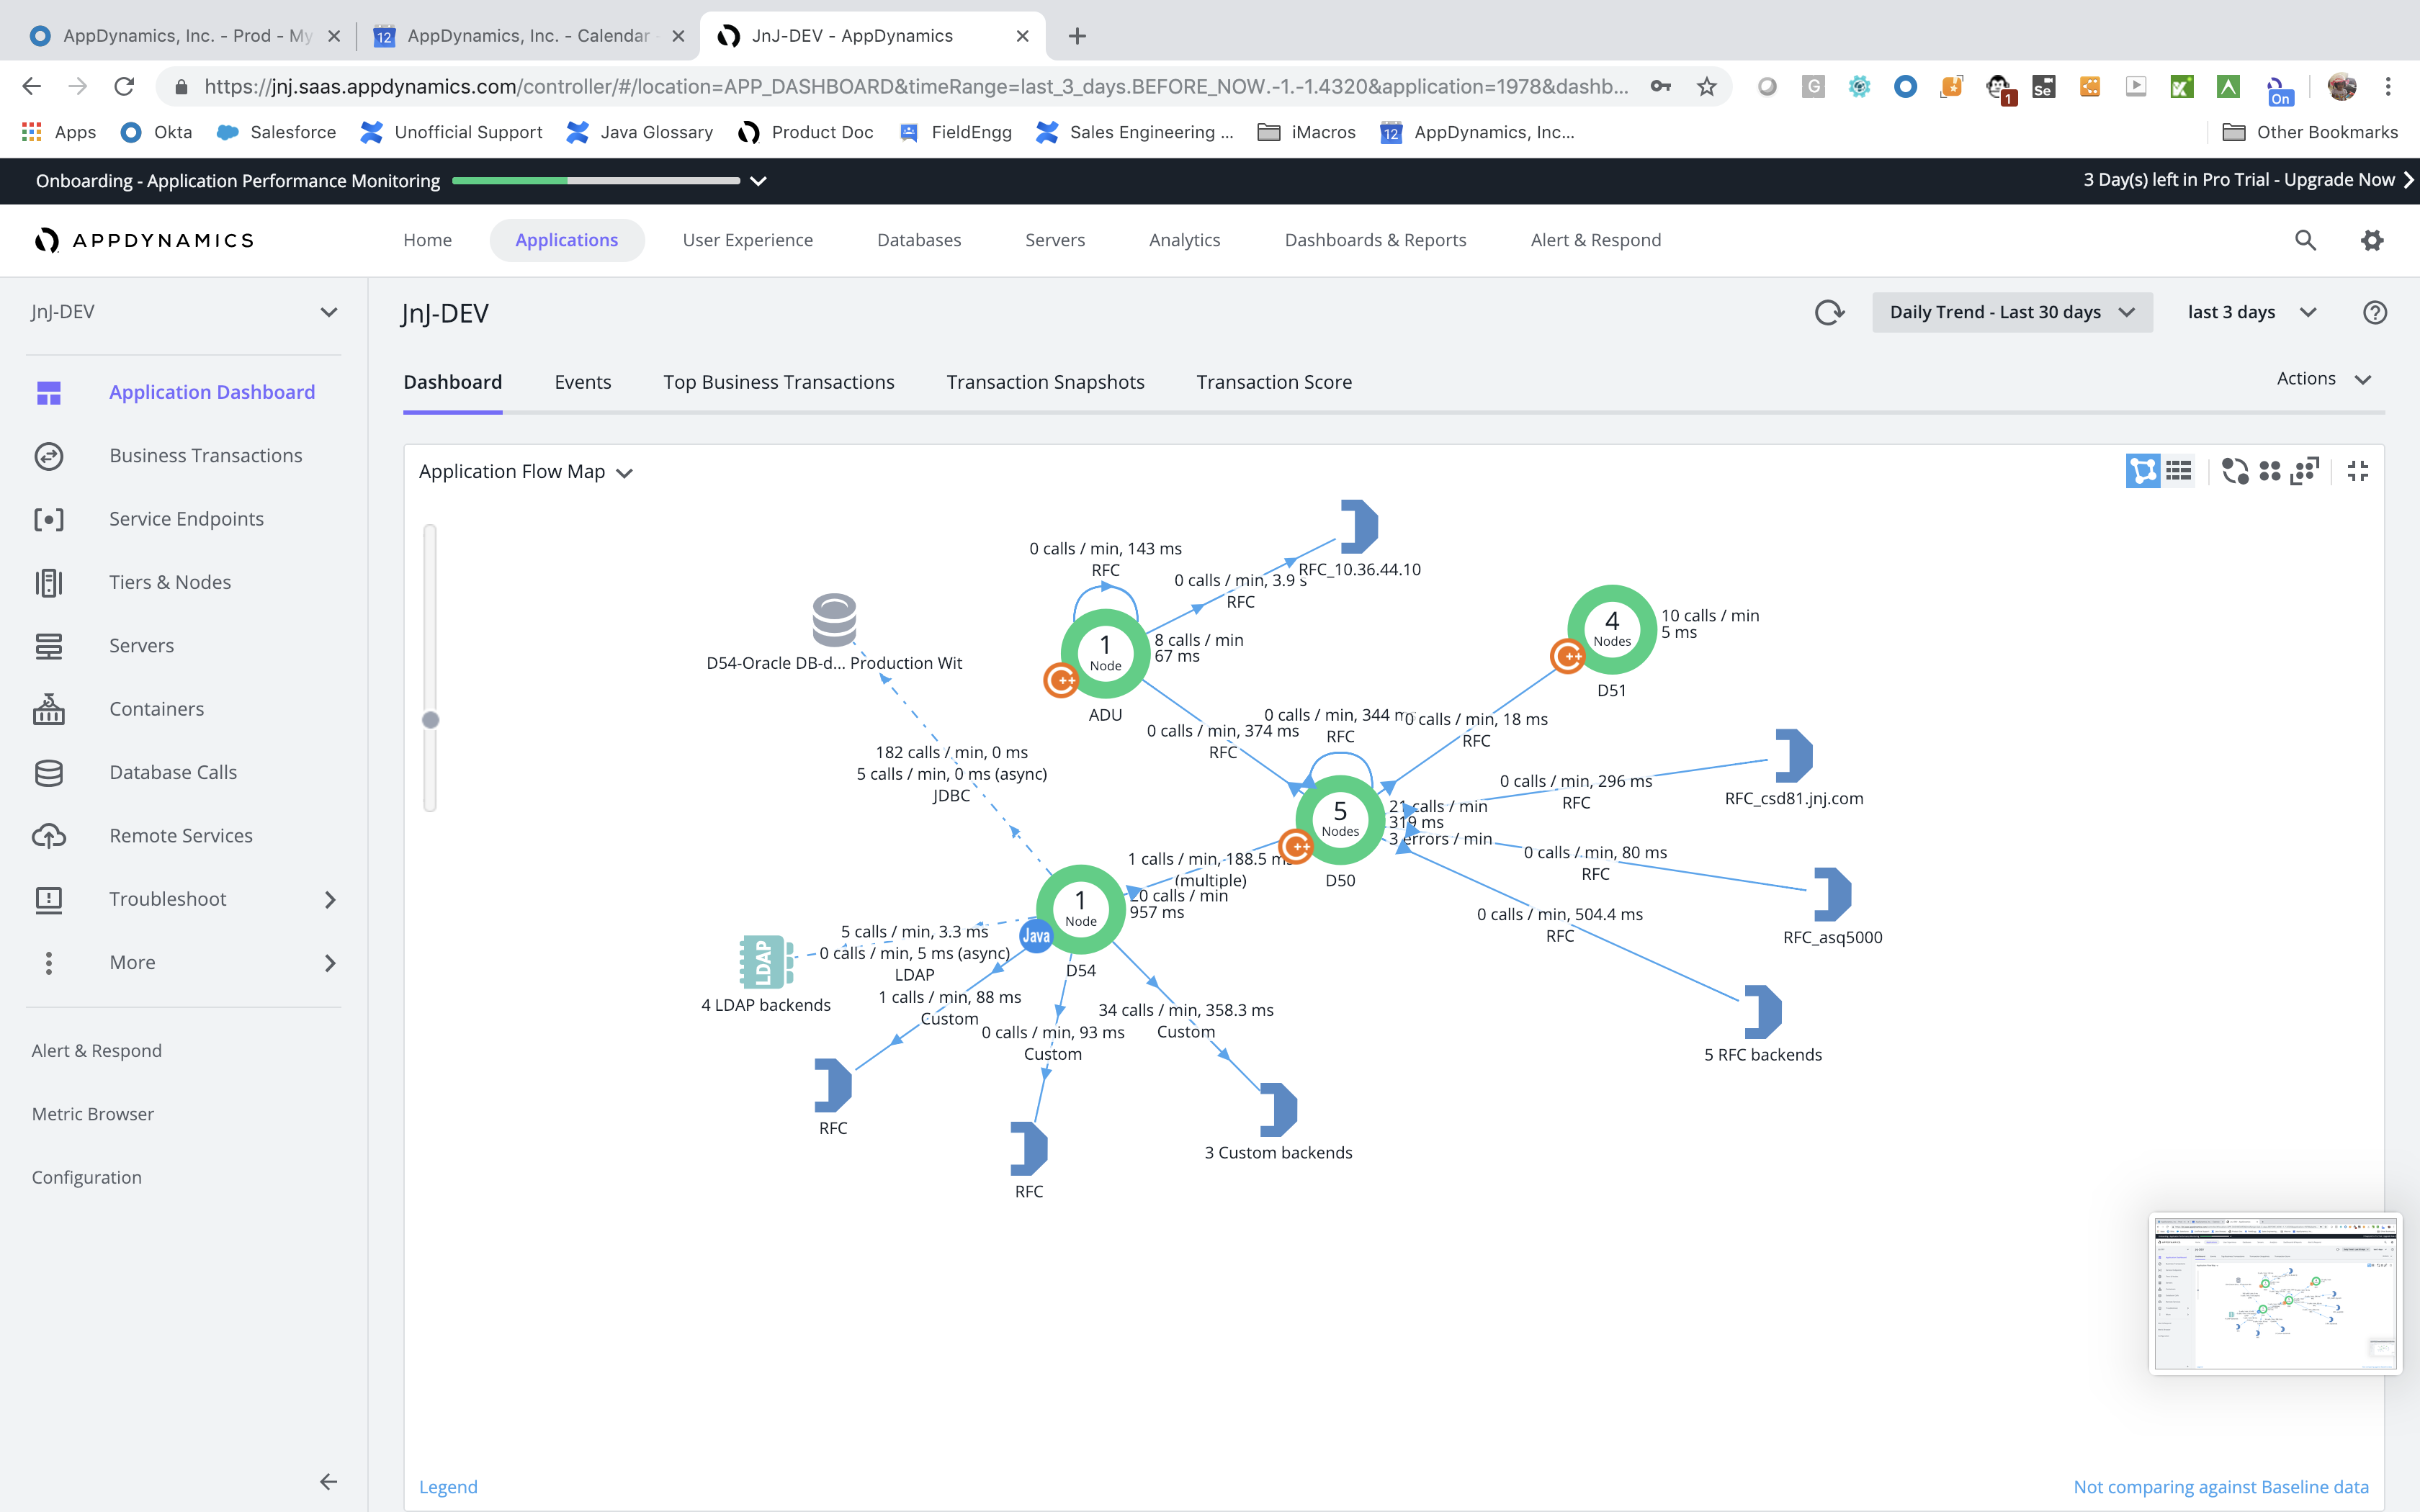 AppDynamics, Inc. - Prod - My
AppDynamics, Inc. - Calendar
JnJ-DEV - AppDynamics
https://jnj.saas.appdynamics.com/controller/#/location=APP_DASHBOARD&timeRange=last_3_days.BEFORE_NOW.-1.-1.4320&application=1978&dashb...
G
1
Se
On
Apps
Okta
Salesforce
Unofficial Support
Java Glossary
Product Doc
FieldEngg
Sales Engineering ...
iMacros
12
AppDynamics, Inc...
Other Bookmarks
Onboarding - Application Performance Monitoring
3 Day(s) left in Pro Trial - Upgrade Now
APPDYNAMICS
Home
Applications
User Experience
Databases
Servers
Analytics
Dashboards & Reports
Alert & Respond
JnJ-DEV
Application Dashboard
Business Transactions
Service Endpoints
Tiers & Nodes
Servers
Containers
Database Calls
Remote Services
Troubleshoot
More
Alert & Respond
Metric Browser
Configuration
JnJ-DEV
Daily Trend - Last 30 days
last 3 days
Dashboard
Events
Top Business Transactions
Transaction Snapshots
Transaction Score
Actions
Application Flow Map
0 calls / min, 143 ms
RFC
0 calls / min, 3.9 s
RFC
RFC_10.36.44.10
D54-Oracle DB-d... Production Wit
1
Node
C++
8 calls / min
67 ms
ADU
4
Nodes
C++
10 calls / min
5 ms
D51
0 calls / min, 374 ms
RFC
0 calls / min, 344 m
RFC
0 calls / min, 18 ms
RFC
182 calls / min, 0 ms
5 calls / min, 0 ms (async)
JDBC
0 calls / min, 296 ms
RFC
RFC_csd81.jnj.com
5
Nodes
C++
21 calls / min
319 ms
3 errors / min
D50
0 calls / min, 80 ms
RFC
RFC_asq5000
1 calls / min, 188.5 ms
(multiple)
1
Node
Java
20 calls / min
957 ms
D54
0 calls / min, 504.4 ms
RFC
5 RFC backends
5 calls / min, 3.3 ms
0 calls / min, 5 ms (async)
LDAP
LDAP
4 LDAP backends
1 calls / min, 88 ms
Custom
0 calls / min, 93 ms
Custom
34 calls / min, 358.3 ms
Custom
RFC
RFC
3 Custom backends
Legend
Not comparing against Baseline data